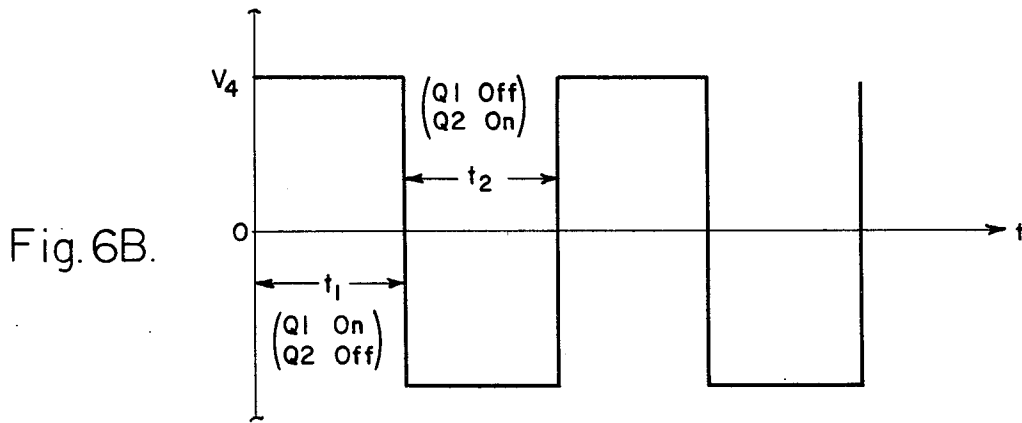 V4
(Q1 Off
Q2 On)
t2
0
t
Fig. 6B.
t1
(Q1 On
Q2 Off)